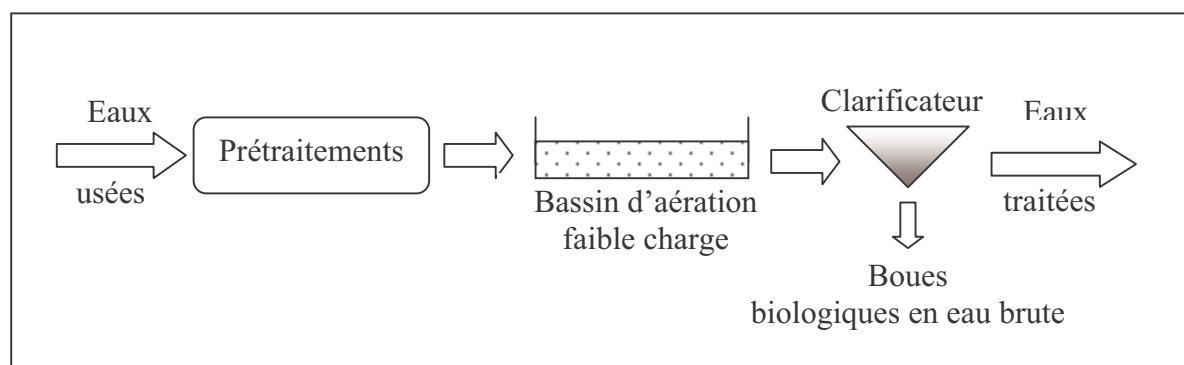 Eaux
usées
Prétraitements
Bassin d’aération
faible charge
Clarificateur
Boues
biologiques en eau brute
Eaux
traitées